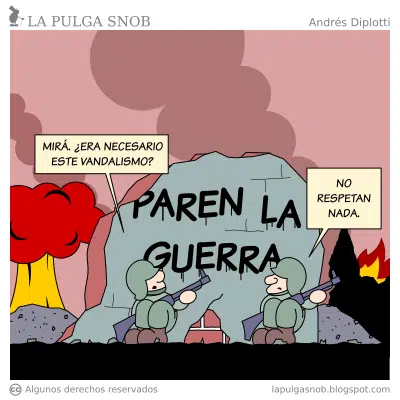 LA PULGA SNOB
Andrés Diplotti
MIRÁ. ¿ERA NECESARIO
ESTE VANDALISMO?
NO
RESPETAN
NADA.
PAREN LA
GUERRA
cc Algunos derechos reservados
lapulgasnob.blogspot.com